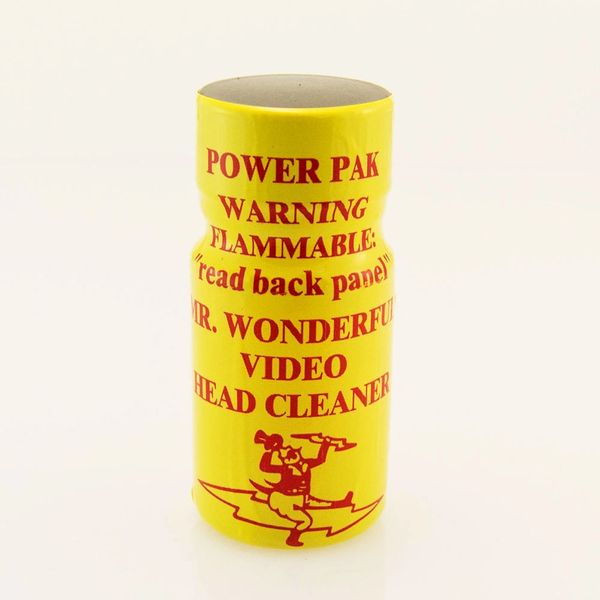 POWER PAK
WARNING
FLAMMABLE:
"read back panel"
MR. WONDERFUL
VIDEO
HEAD CLEANER